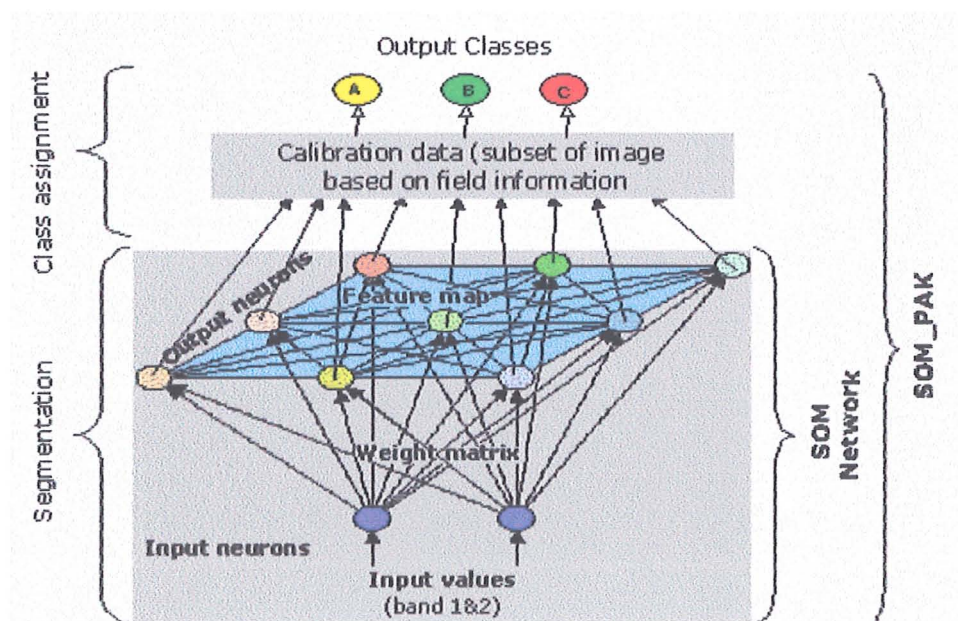 Output Classes
A
B
C
Calibration data (subset of image
based on field information
Class assignment
Output neurons
Feature map
Segmentation
Weight matrix
Input neurons
Input values
(band 1&2)
SOM
Network
SOM_PAK